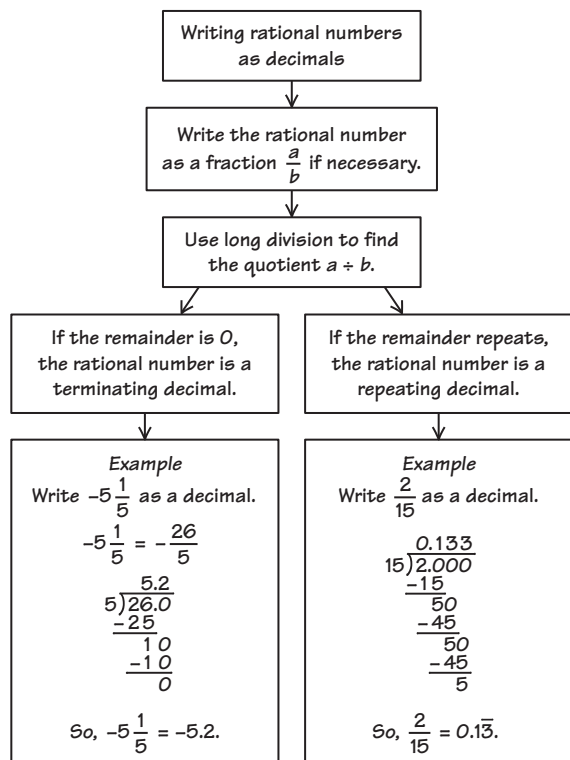 Writing rational numbers
as decimals
Write the rational number
as a fraction a/b if necessary.
Use long division to find
the quotient a ÷ b.
If the remainder is 0,
the rational number is a
terminating decimal.
Example
Write -5 1/5 as a decimal.
-5 1/5 = - 26/5
5.2
5)26.0
-25
1 0
-1 0
0
So, -5 1/5 = -5.2.
If the remainder repeats,
the rational number is a
repeating decimal.
Example
Write 2/15 as a decimal.
0.133
15)2.000
-15
50
-45
50
-45
5
So, 2/15 = 0.13̅.